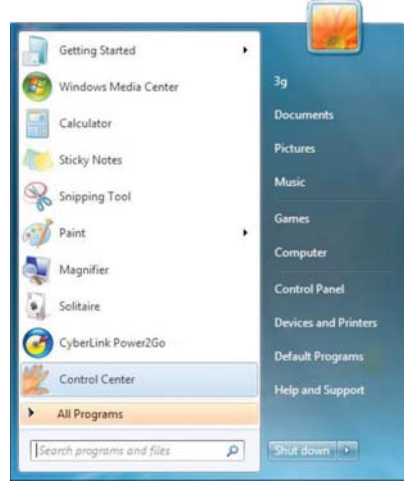 Getting Started
Windows Media Center
Calculator
Sticky Notes
Snipping Tool
Paint
Magnifier
Solitaire
CyberLink Power2Go
Control Center
All Programs
Search programs and files
3g
Documents
Pictures
Music
Games
Computer
Control Panel
Devices and Printers
Default Programs
Help and Support
Shut down